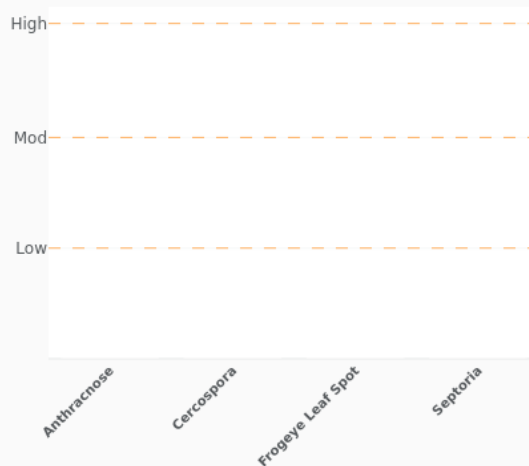 High
Mod
Low
Anthracnose
Cercospora
Frogeye Leaf Spot
Septoria